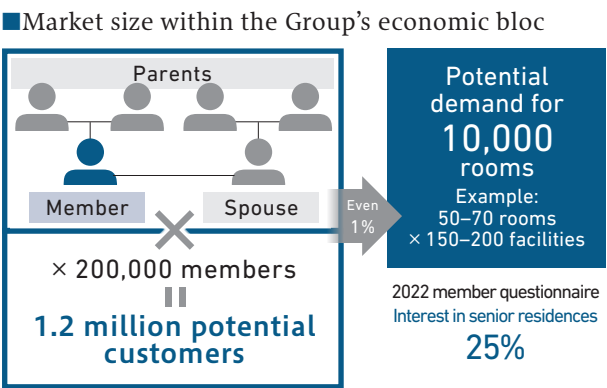 ■Market size within the Group's economic bloc
Parents
Member
Spouse
× 200,000 members
1.2 million potential
customers
Even
1%
Potential
demand for
10,000
rooms
Example:
50–70 rooms
× 150–200 facilities
2022 member questionnaire
Interest in senior residences
25%